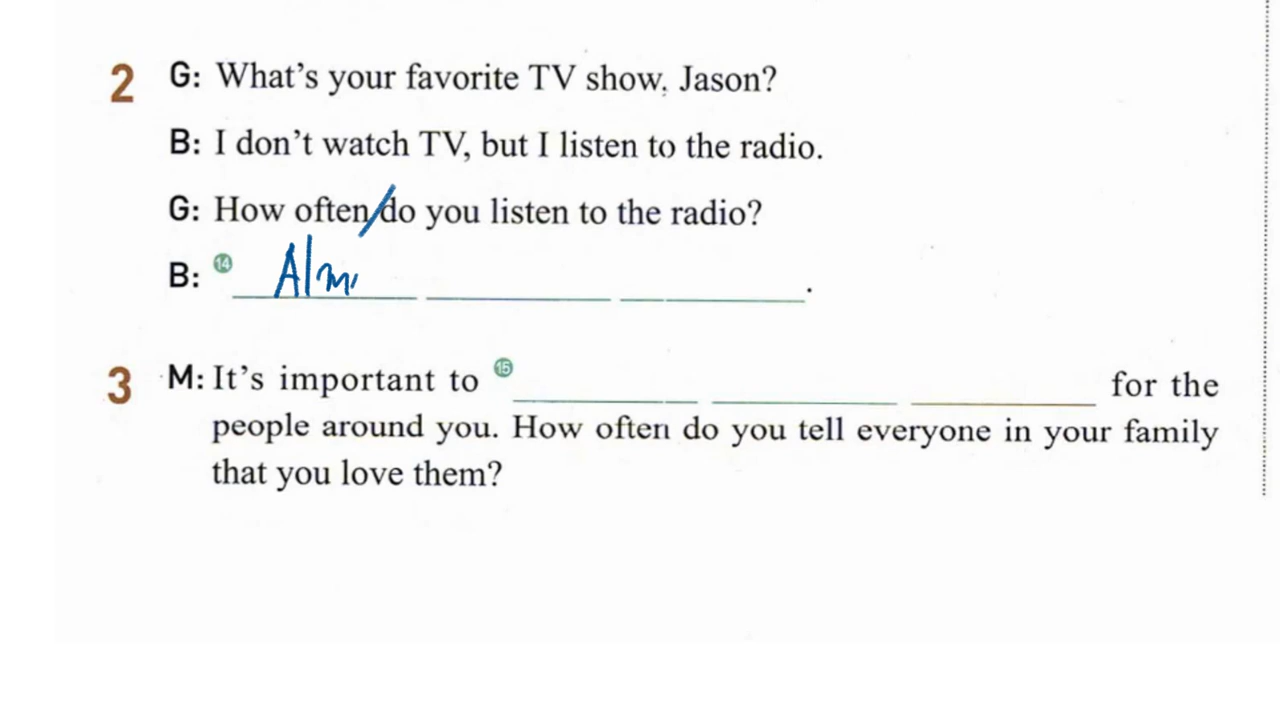 2 G: What's your favorite TV show, Jason?
B: I don't watch TV, but I listen to the radio.
G: How often/do you listen to the radio?
B: ⑭ Alm
3 M: It's important to ⑮ for the
people around you. How often do you tell everyone in your family
that you love them?